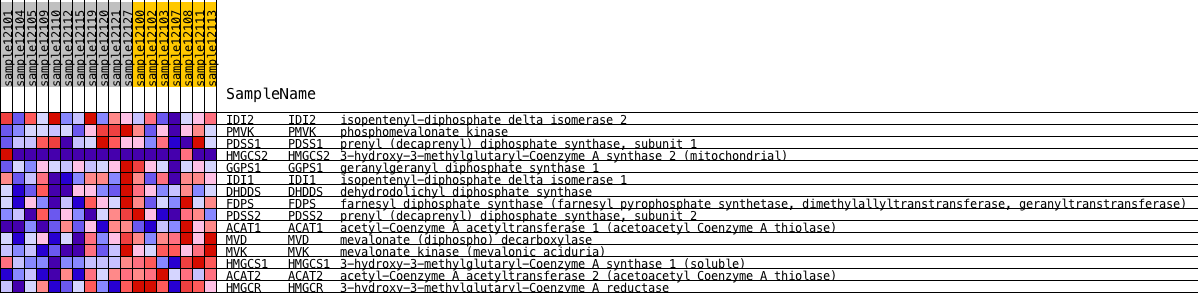 sample12101
sample12104
sample12105
sample12109
sample12110
sample12112
sample12115
sample12119
sample12120
sample12121
sample12127
sample12100
sample12102
sample12103
sample12107
sample12108
sample12111
sample12113
SampleName
IDI2 IDI2 isopentenyl-diphosphate delta isomerase 2
PMVK PMVK phosphomevalonate kinase
PDSS1 PDSS1 prenyl (decaprenyl) diphosphate synthase, subunit 1
HMGCS2 HMGCS2 3-hydroxy-3-methylglutaryl-Coenzyme A synthase 2 (mitochondrial)
GGPS1 GGPS1 geranylgeranyl diphosphate synthase 1
IDI1 IDI1 isopentenyl-diphosphate delta isomerase 1
DHDDS DHDDS dehydrodolichyl diphosphate synthase
FDPS FDPS farnesyl diphosphate synthase (farnesyl pyrophosphate synthetase, dimethylallyltranstransferase, geranyltranstransferase)
PDSS2 PDSS2 prenyl (decaprenyl) diphosphate synthase, subunit 2
ACAT1 ACAT1 acetyl-Coenzyme A acetyltransferase 1 (acetoacetyl Coenzyme A thiolase)
MVD MVD mevalonate (diphospho) decarboxylase
MVK MVK mevalonate kinase (mevalonic aciduria)
HMGCS1 HMGCS1 3-hydroxy-3-methylglutaryl-Coenzyme A synthase 1 (soluble)
ACAT2 ACAT2 acetyl-Coenzyme A acetyltransferase 2 (acetoacetyl Coenzyme A thiolase)
HMGCR HMGCR 3-hydroxy-3-methylglutaryl-Coenzyme A reductase